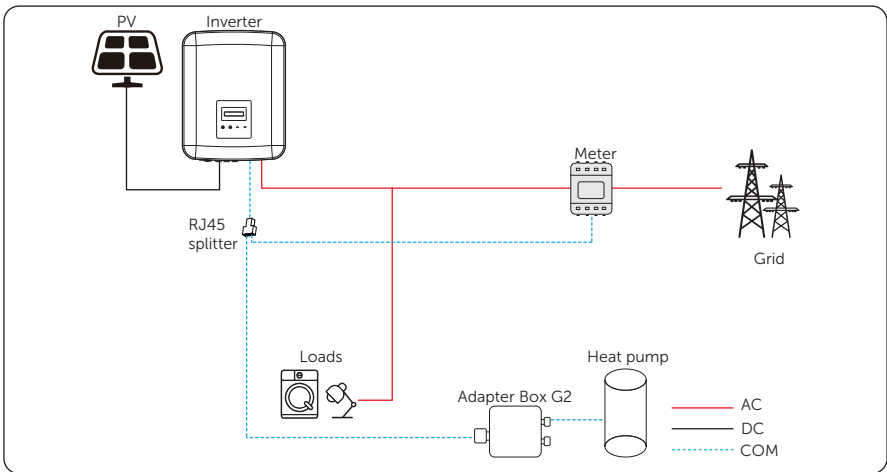 PV
Inverter
Meter
RJ45
splitter
Grid
Loads
Heat pump
Adapter Box G2
AC
DC
COM